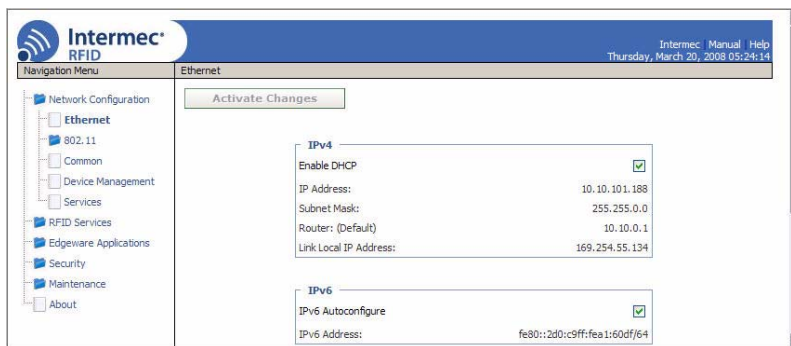 Intermec
RFID
Intermec | Manual | Help
Thursday, March 20, 2008 05:24:14
Navigation Menu
Ethernet
Network Configuration
Ethernet
802.11
Common
Device Management
Services
RFID Services
Edgeware Applications
Security
Maintenance
About
Activate Changes
IPv4
Enable DHCP
IP Address: 10.10.101.188
Subnet Mask: 255.255.0.0
Router: (Default) 10.10.0.1
Link Local IP Address: 169.254.55.134
IPv6
IPv6 Autoconfigure
IPv6 Address: fe80::2d0:c9ff:fea1:60df/64